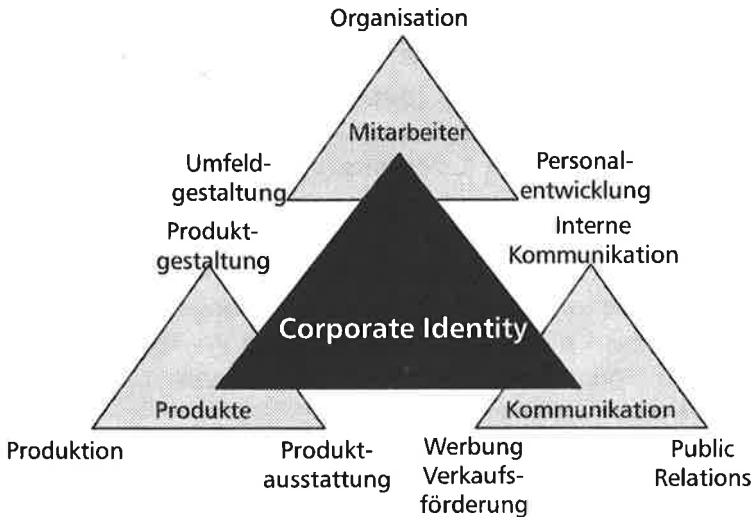 Organisation
Mitarbeiter
Umfeld-
gestaltung
Personal-
entwicklung
Produkt-
gestaltung
Interne
Kommunikation
Corporate Identity
Produkte
Kommunikation
Produktion
Produkt-
ausstattung
Werbung
Verkaufs-
förderung
Public
Relations